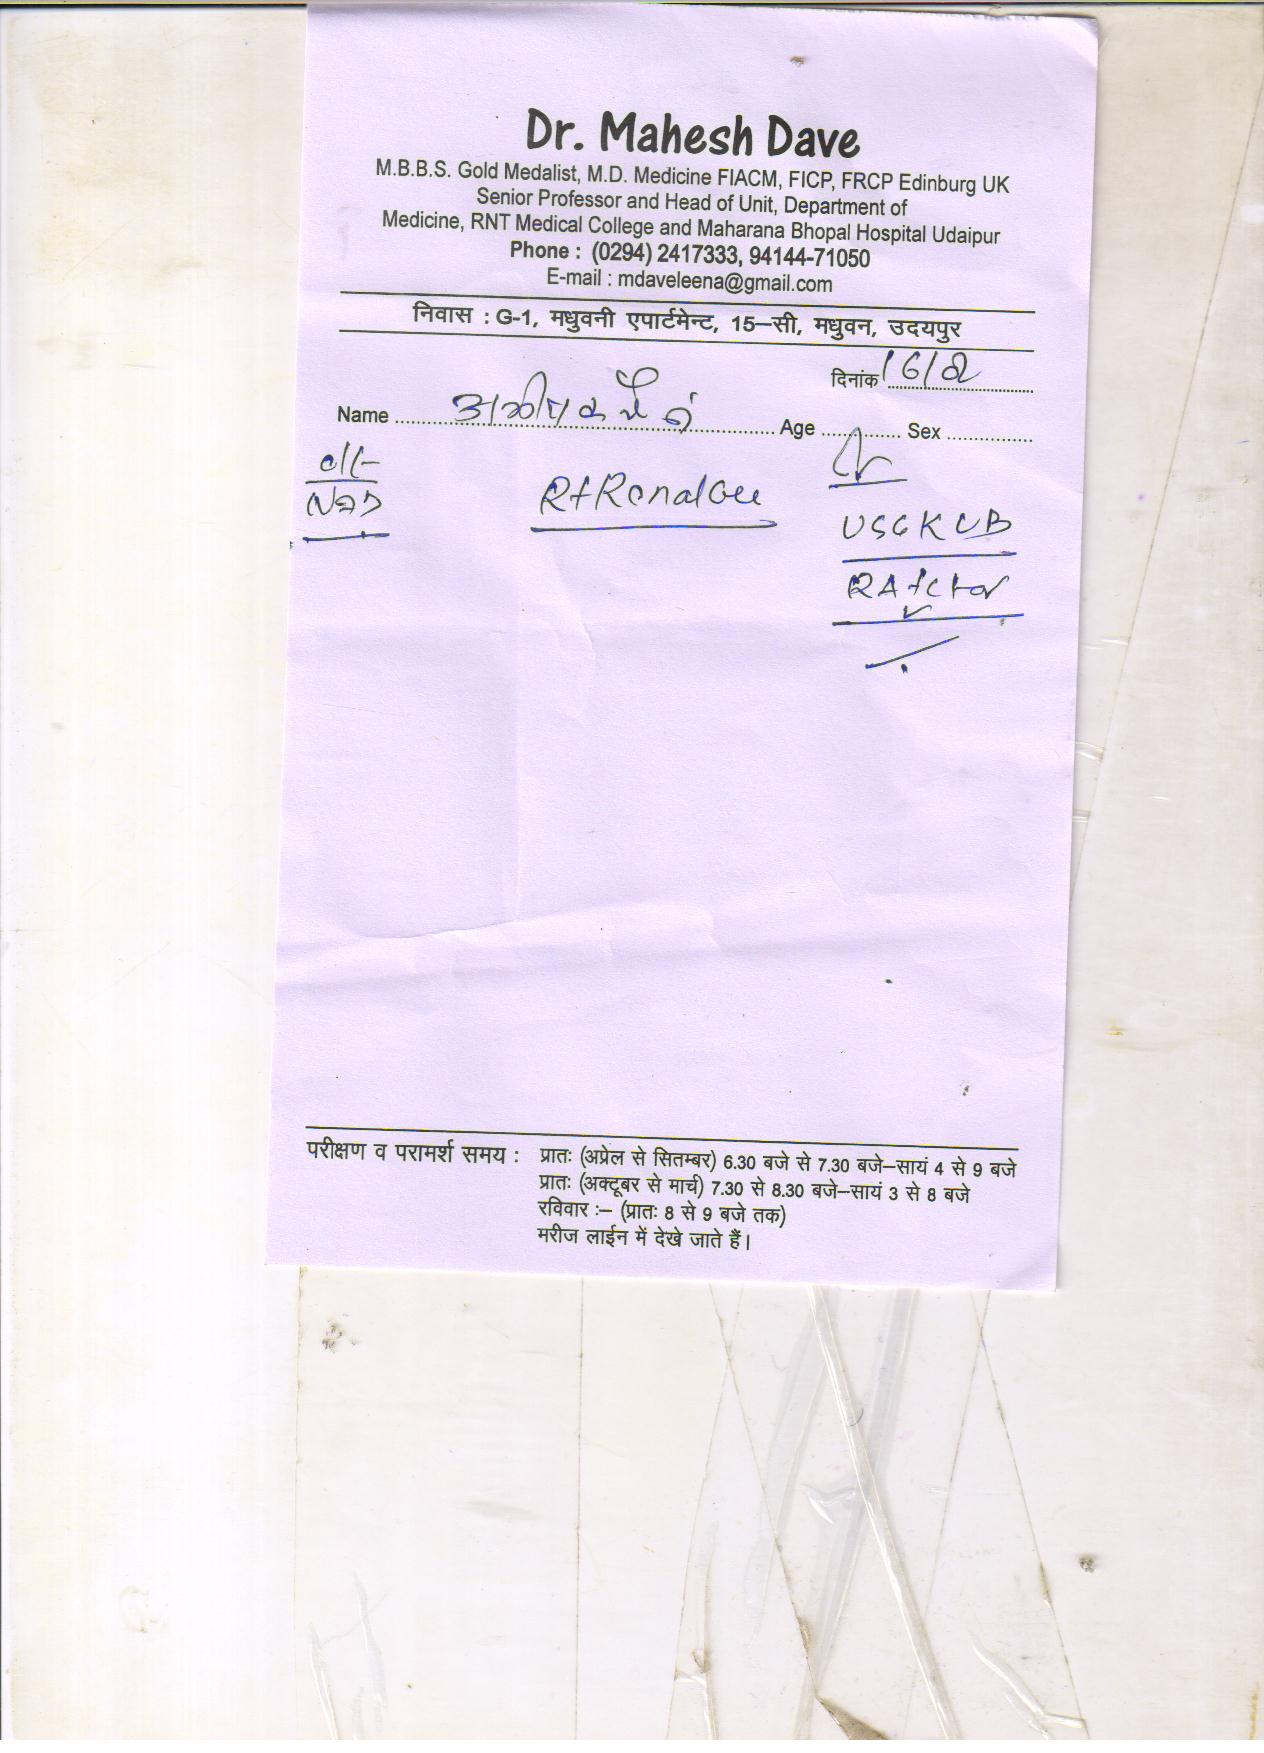 Dr. Mahesh Dave
M.B.B.S. Gold Medalist, M.D. Medicine FIACM, FICP, FRCP Edinburg UK
Senior Professor and Head of Unit, Department of
Medicine, RNT Medical College and Maharana Bhopal Hospital Udaipur
Phone : (0294) 2417333, 94144-71050
E-mail : mdaveleena@gmail.com
निवास : G-1, मधुवनी एपार्टमेन्ट, 15–सी, मधुवन, उदयपुर
दिनांक
Name Age Sex
NAD
Rt Renal
USG KUB
RA
परीक्षण व परामर्श समय : प्रातः (अप्रेल से सितम्बर) 6.30 बजे से 7.30 बजे–सायं 4 से 9 बजे
प्रातः (अक्टूबर से मार्च) 7.30 से 8.30 बजे–सायं 3 से 8 बजे
रविवार :– (प्रातः 8 से 9 बजे तक)
मरीज लाईन में देखे जाते हैं।